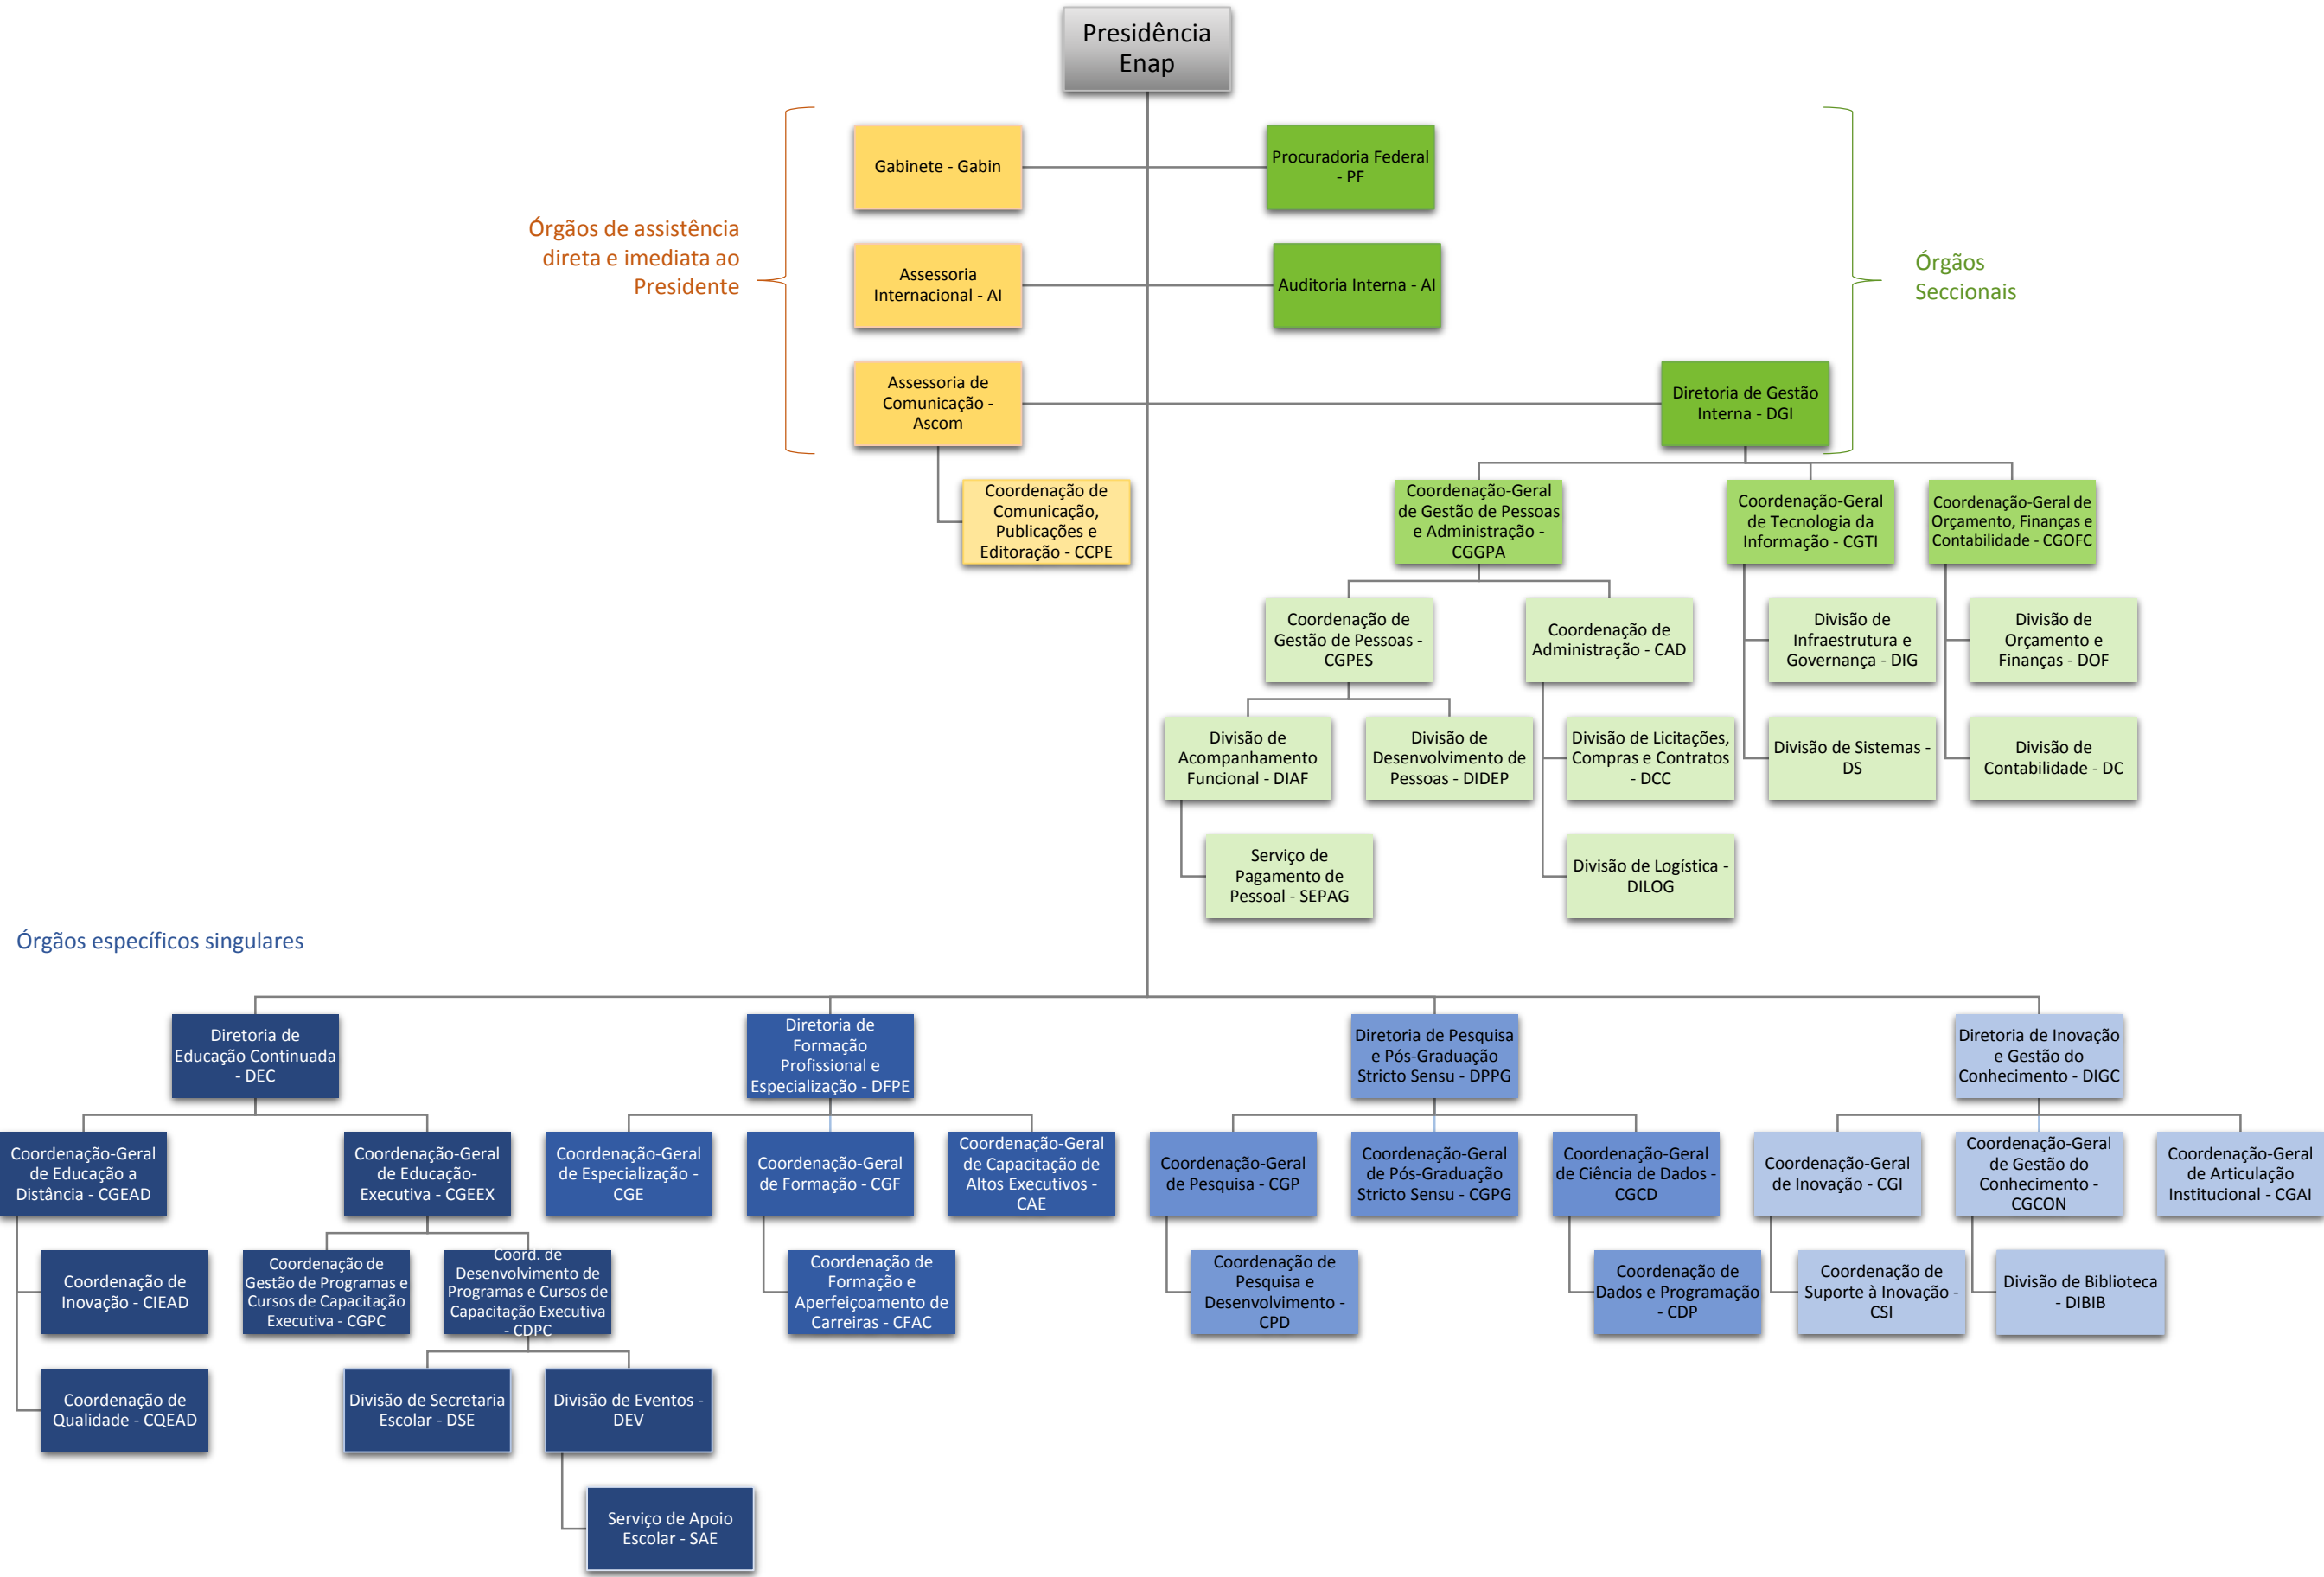 Presidência
Enap
Gabinete - Gabin
Procuradoria Federal
- PF
Órgãos de assistência
direta e imediata ao
Presidente
Assessoria
Internacional - AI
Auditoria Interna - AI
Órgãos
Seccionais
Assessoria de
Comunicação -
Ascom
Diretoria de Gestão
Interna - DGI
Coordenação de
Comunicação,
Publicações e
Editoração - CCPE
Coordenação-Geral
de Gestão de Pessoas
e Administração -
CGGPA
Coordenação-Geral
de Tecnologia da
Informação - CGTI
Coordenação-Geral de
Orçamento, Finanças e
Contabilidade - CGOFC
Coordenação de
Gestão de Pessoas -
CGPES
Coordenação de
Administração - CAD
Divisão de
Infraestrutura e
Governança - DIG
Divisão de
Orçamento e
Finanças - DOF
Divisão de
Acompanhamento
Funcional - DIAF
Divisão de
Desenvolvimento de
Pessoas - DIDEP
Divisão de Licitações,
Compras e Contratos
- DCC
Divisão de Sistemas -
DS
Divisão de
Contabilidade - DC
Serviço de
Pagamento de
Pessoal - SEPAG
Divisão de Logística -
DILOG
Órgãos específicos singulares
Diretoria de
Educação Continuada
- DEC
Diretoria de
Formação
Profissional e
Especialização - DFPE
Diretoria de Pesquisa
e Pós-Graduação
Stricto Sensu - DPPG
Diretoria de Inovação
e Gestão do
Conhecimento - DIGC
Coordenação-Geral
de Educação a
Distância - CGEAD
Coordenação-Geral
de Educação-
Executiva - CGEEX
Coordenação-Geral
de Especialização -
CGE
Coordenação-Geral
de Formação - CGF
Coordenação-Geral
de Capacitação de
Altos Executivos -
CAE
Coordenação-Geral
de Pesquisa - CGP
Coordenação-Geral
de Pós-Graduação
Stricto Sensu - CGPG
Coordenação-Geral
de Ciência de Dados -
CGCD
Coordenação-Geral
de Inovação - CGI
Coordenação-Geral
de Gestão do
Conhecimento -
CGCON
Coordenação-Geral
de Articulação
Institucional - CGAI
Coordenação de
Inovação - CIEAD
Coordenação de
Gestão de Programas e
Cursos de Capacitação
Executiva - CGPC
Coord. de
Desenvolvimento de
Programas e Cursos de
Capacitação Executiva
- CDPC
Coordenação de
Formação e
Aperfeiçoamento de
Carreiras - CFAC
Coordenação de
Pesquisa e
Desenvolvimento -
CPD
Coordenação de
Dados e Programação
- CDP
Coordenação de
Suporte à Inovação -
CSI
Divisão de Biblioteca
- DIBIB
Coordenação de
Qualidade - CQEAD
Divisão de Secretaria
Escolar - DSE
Divisão de Eventos -
DEV
Serviço de Apoio
Escolar - SAE